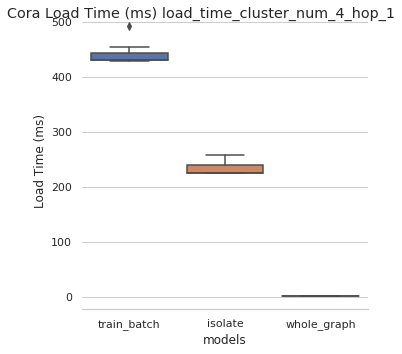 Cora Load Time (ms) load_time_cluster_num_4_hop_1
500
400
300
200
100
0
Load Time (ms)
train_batch isolate whole_graph
models